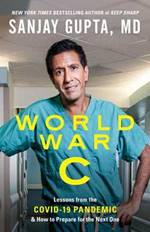 NEW YORK TIMES BESTSELLING AUTHOR OF KEEP SHARP
SANJAY GUPTA, MD
WORLD
WAR
C
Lessons from the
COVID-19 PANDEMIC
& How to Prepare for the Next One